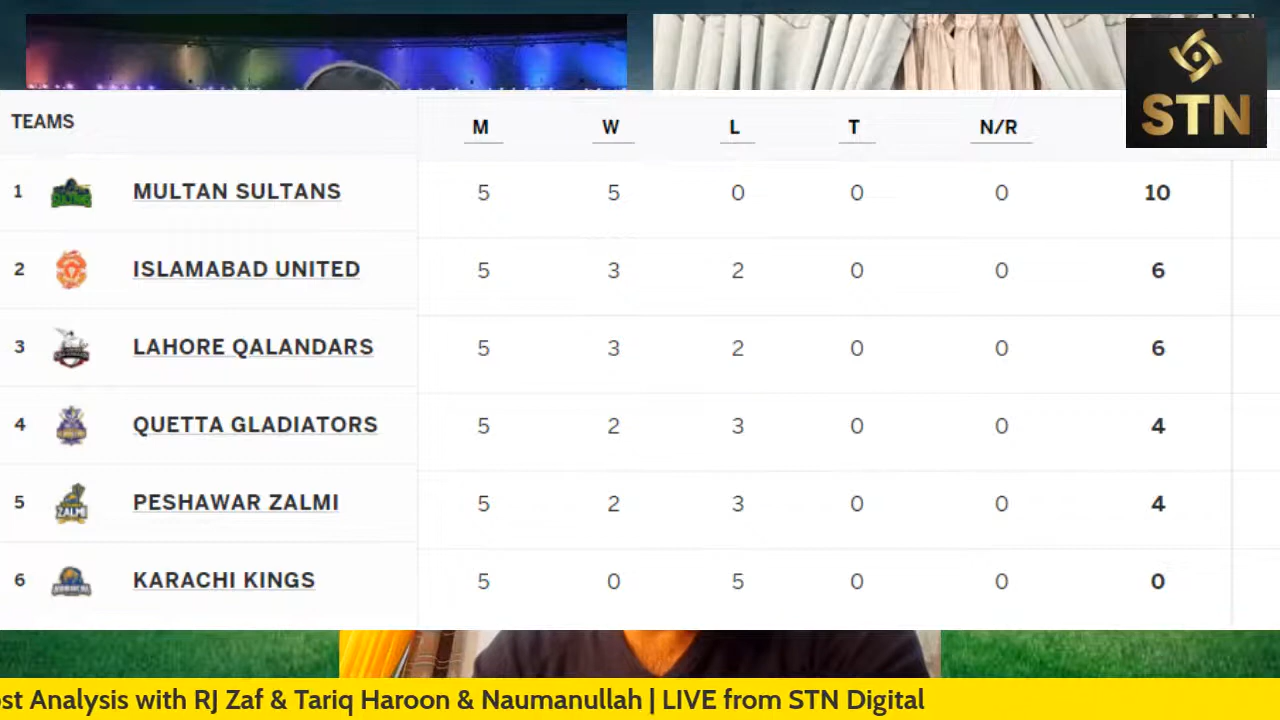 STN
TEAMS M W L T N/R
1 MULTAN SULTANS 5 5 0 0 0 10
2 ISLAMABAD UNITED 5 3 2 0 0 6
3 LAHORE QALANDARS 5 3 2 0 0 6
4 QUETTA GLADIATORS 5 2 3 0 0 4
5 ZALMI PESHAWAR ZALMI 5 2 3 0 0 4
6 KARACHI KINGS 5 0 5 0 0 0
st Analysis with RJ Zaf & Tariq Haroon & Naumanullah | LIVE from STN Digital